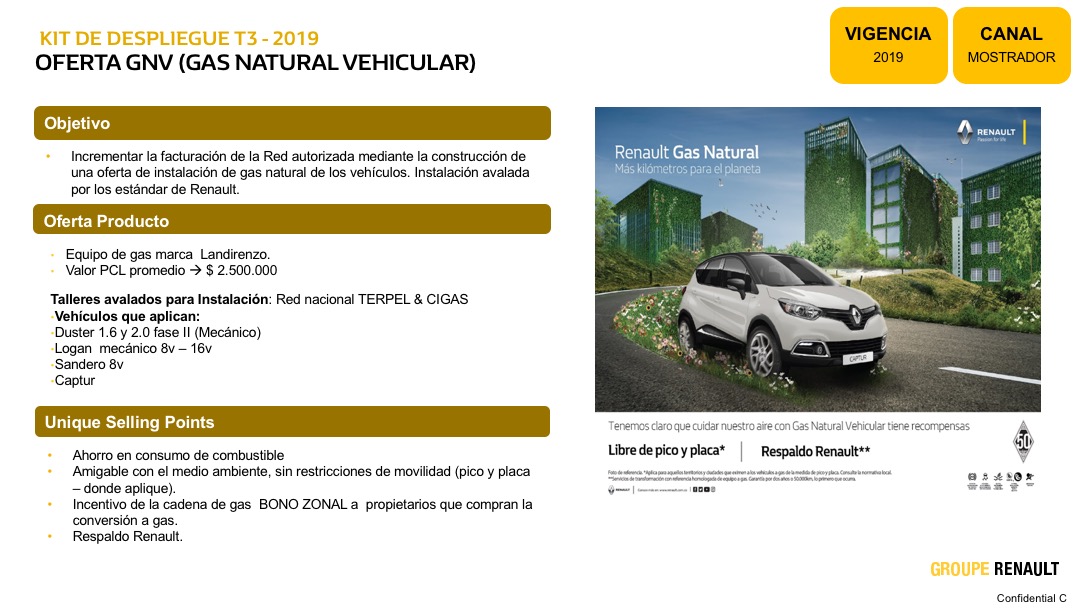 KIT DE DESPLIEGUE T3 - 2019
OFERTA GNV (GAS NATURAL VEHICULAR)
VIGENCIA
2019
CANAL
MOSTRADOR
Objetivo
• Incrementar la facturación de la Red autorizada mediante la construcción de
una oferta de instalación de gas natural de los vehículos. Instalación avalada
por los estándar de Renault.
Oferta Producto
· Equipo de gas marca Landirenzo.
· Valor PCL promedio → $ 2.500.000
Talleres avalados para Instalación: Red nacional TERPEL & CIGAS
·Vehículos que aplican:
·Duster 1.6 y 2.0 fase II (Mecánico)
·Logan mecánico 8v – 16v
·Sandero 8v
·Captur
Unique Selling Points
• Ahorro en consumo de combustible
• Amigable con el medio ambiente, sin restricciones de movilidad (pico y placa
– donde aplique).
• Incentivo de la cadena de gas BONO ZONAL a propietarios que compran la
conversión a gas.
• Respaldo Renault.
RENAULT
Passion for life
Renault Gas Natural
Más kilómetros para el planeta
CAPTUR
Tenemos claro que cuidar nuestro aire con Gas Natural Vehicular tiene recompensas
Libre de pico y placa*
Respaldo Renault**
50
Foto de referencia. *Aplica para aquellos territorios y ciudades que eximen a los vehículos a gas de la medida de pico y placa. Consulte la normativa local.
**Servicios de transformación con referencia homologada de equipo a gas. Garantía por dos años o 50.000km, lo primero que ocurra.
RENAULT
GROUPE RENAULT
Confidential C